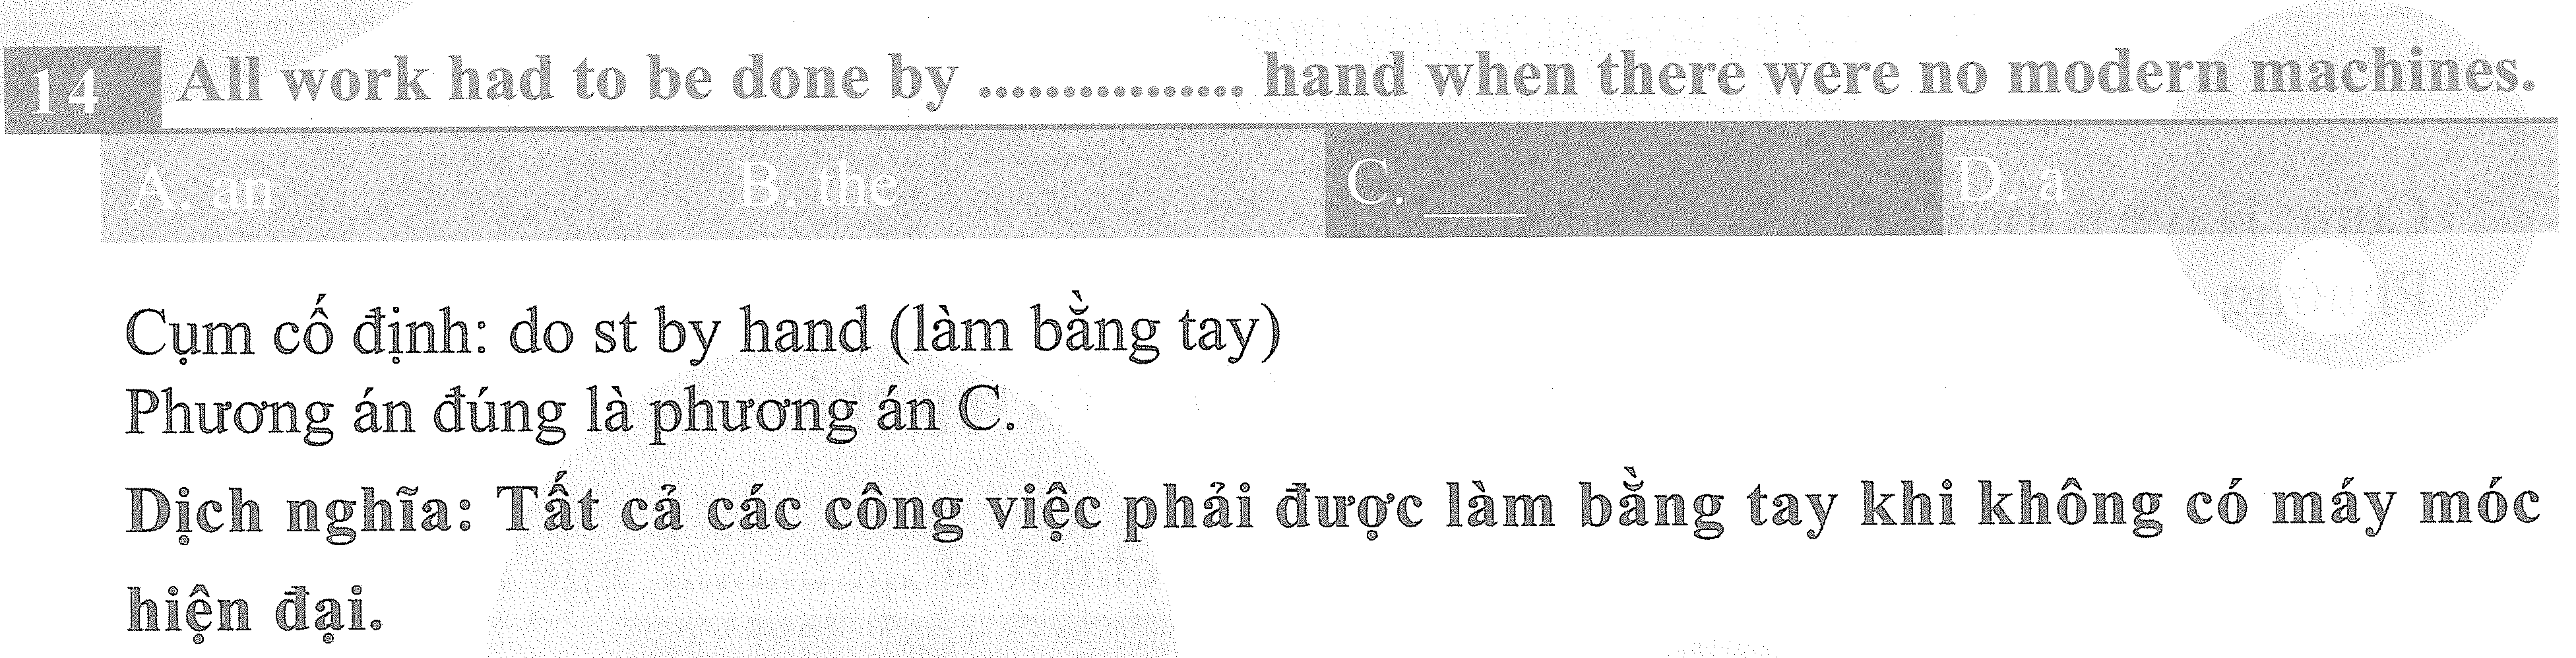 14 All work had to be done by ................ hand when there were no modern machines.
A. an B. the C. ____ D. a
Cụm cố định: do st by hand (làm bằng tay)
Phương án đúng là phương án C.
Dịch nghĩa: Tất cả các công việc phải được làm bằng tay khi không có máy móc
hiện đại.